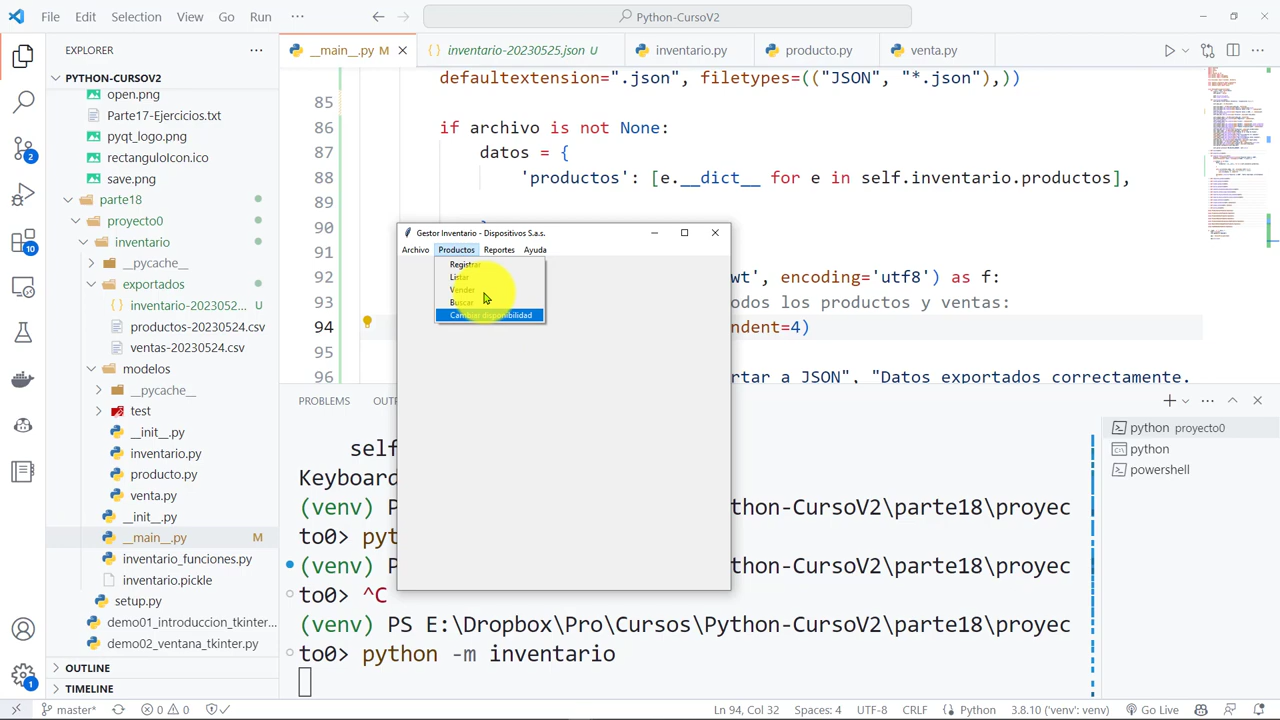 File Edit Selection View Go Run ···
Python-CursoV2
EXPLORER
PYTHON-CURSOV2
open.png
Parte17-Ejercicios.txt
qqt_logo.png
rectanguloIcon.ico
sse.png
parte18
proyecto0
inventario
__pycache__
exportados
inventario-2023052... U
productos-20230524.csv
ventas-20230524.csv
modelos
__pycache__
test
__init__.py
inventario.py
producto.py
venta.py
__init__.py
__main__.py M
inventario_funciones.py
inventario.pickle
setup.py
demo01_introduccion_tkinter...
demo02_ventana_tkinter.py
OUTLINE
TIMELINE
2
10
1
__main__.py M
inventario-20230525.json U
inventario.py
producto.py
venta.py
defaultextension=".json", filetypes=(("JSON", "*.json"),))
85
86 if archivo is not None:
87 data = {
88 'productos': [e.__dict__ for e in self.inventario.productos
89
90
91
92 wt', encoding='utf8') as f:
93 odos los productos y ventas:
94 ndent=4)
95
96 rtar a JSON", "Datos exportados correctamente.
Archivo Productos
Registrar
Listar
Vender
Buscar
Cambiar disponibilidad
PROBLEMS
self
Keyboard
(venv) P thon-CursoV2\parte18\proyec
to0> pyt
(venv) P thon-CursoV2\parte18\proyec
to0> ^C
(venv) PS E:\Dropbox\Pro\Cursos\Python-CursoV2\parte18\proyec
to0> python -m inventario
python proyecto0
python
powershell
master* 0 0 Ln 94, Col 32 Spaces: 4 UTF-8 CRLF Python 3.8.10 ('venv': venv) Go Live